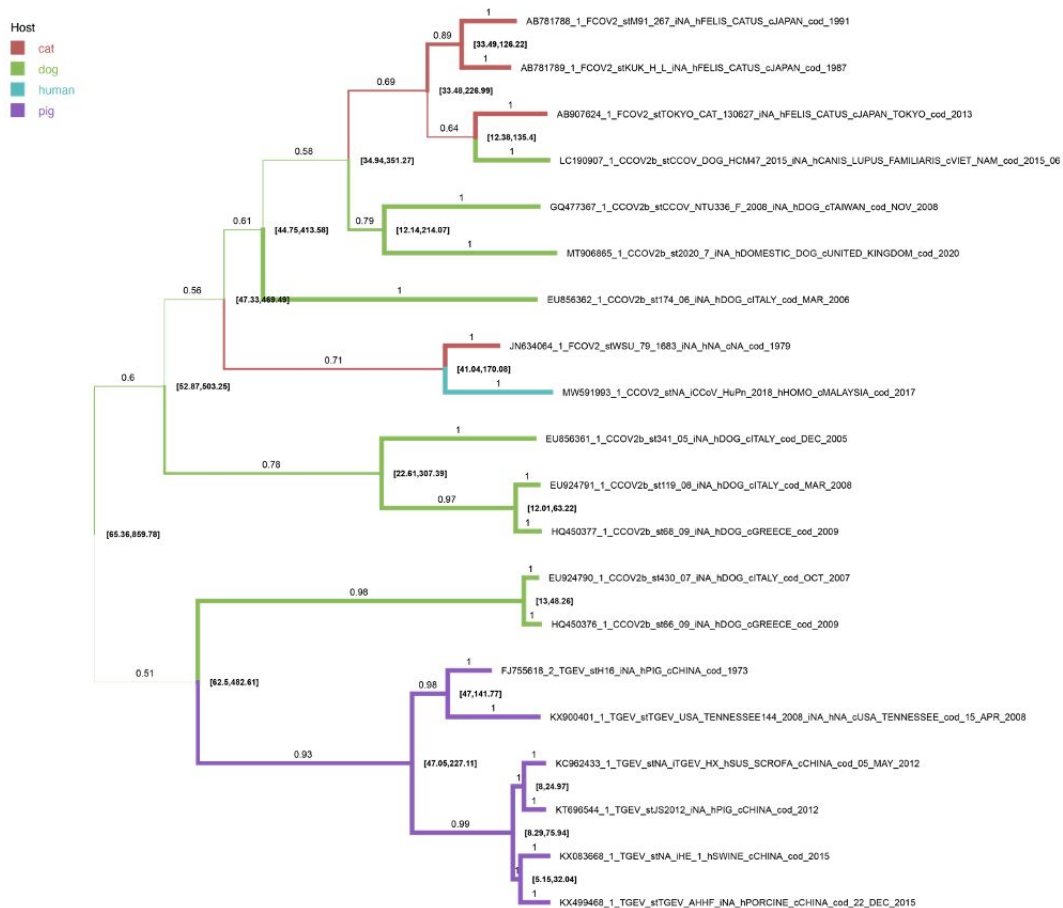 Host
cat
dog
human
pig
1
AB781788_1_FCOV2_stM91_267_iNA_hFELIS_CATUS_cJAPAN_cod_1991
0.89
[33.49,126.22]
1
AB781789_1_FCOV2_stKUK_H_L_iNA_hFELIS_CATUS_cJAPAN_cod_1987
0.69
[33.48,226.99]
1
AB907624_1_FCOV2_stTOKYO_CAT_130627_iNA_hFELIS_CATUS_cJAPAN_TOKYO_cod_2013
0.64
[12.38,135.4]
0.58
[34.94,351.27]
1
LC190907_1_CCOV2b_stCCOV_DOG_HCM47_2015_iNA_hCANIS_LUPUS_FAMILIARIS_cVIET_NAM_cod_2015_06
1
GQ477367_1_CCOV2b_stCCOV_NTU336_F_2008_iNA_hDOG_cTAIWAN_cod_NOV_2008
0.79
0.61
[44.75,413.58]
[12.14,214.07]
1
MT906865_1_CCOV2b_st2020_7_iNA_hDOMESTIC_DOG_cUNITED_KINGDOM_cod_2020
0.56
[47.33,469.49]
1
EU856362_1_CCOV2b_st174_06_iNA_hDOG_cITALY_cod_MAR_2006
1
JN634064_1_FCOV2_stWSU_79_1683_iNA_hNA_cNA_cod_1979
0.71
[41.04,170.08]
0.6
[52.87,503.25]
1
MW591993_1_CCOV2_stNA_iCCoV_HuPn_2018_hHOMO_cMALAYSIA_cod_2017
1
EU856361_1_CCOV2b_st341_05_iNA_hDOG_cITALY_cod_DEC_2005
0.78
[22.61,307.39]
1
EU924791_1_CCOV2b_st119_08_iNA_hDOG_cITALY_cod_MAR_2008
0.97
[12.01,63.22]
1
HQ450377_1_CCOV2b_st68_09_iNA_hDOG_cGREECE_cod_2009
[65.36,859.78]
1
EU924790_1_CCOV2b_st430_07_iNA_hDOG_cITALY_cod_OCT_2007
0.98
[13,48.26]
1
HQ450376_1_CCOV2b_st66_09_iNA_hDOG_cGREECE_cod_2009
0.51
[62.5,482.61]
1
FJ755618_2_TGEV_stH16_iNA_hPIG_cCHINA_cod_1973
0.98
[47,141.77]
1
KX900401_1_TGEV_stTGEV_USA_TENNESSEE144_2008_iNA_hNA_cUSA_TENNESSEE_cod_15_APR_2008
0.93
[47.05,227.11]
1
KC962433_1_TGEV_stNA_iTGEV_HX_hSUS_SCROFA_cCHINA_cod_05_MAY_2012
1
[8,24.97]
1
KT696544_1_TGEV_stJS2012_iNA_hPIG_cCHINA_cod_2012
0.99
[8.29,75.94]
1
KX083668_1_TGEV_stNA_iHE_1_hSWINE_cCHINA_cod_2015
1
[5.15,32.04]
1
KX499468_1_TGEV_stTGEV_AHHF_iNA_hPORCINE_cCHINA_cod_22_DEC_2015